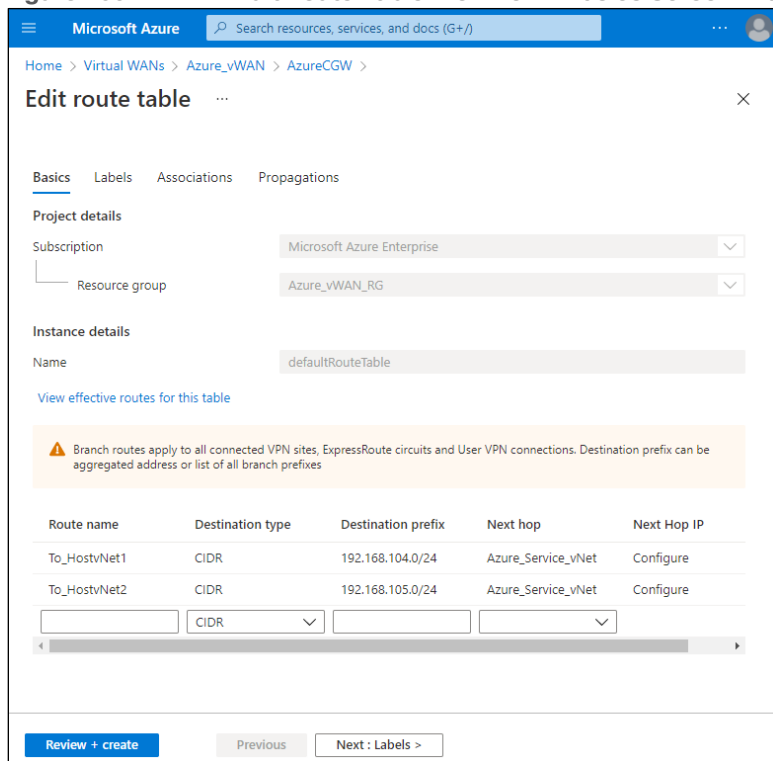 Microsoft Azure
Search resources, services, and docs (G+/)
...
Home > Virtual WANs > Azure_vWAN > AzureCGW >
Edit route table ...
Basics Labels Associations Propagations
Project details
Subscription Microsoft Azure Enterprise
Resource group Azure_vWAN_RG
Instance details
Name defaultRouteTable
View effective routes for this table
Branch routes apply to all connected VPN sites, ExpressRoute circuits and User VPN connections. Destination prefix can be
aggregated address or list of all branch prefixes
Route name Destination type Destination prefix Next hop Next Hop IP
To_HostvNet1 CIDR 192.168.104.0/24 Azure_Service_vNet Configure
To_HostvNet2 CIDR 192.168.105.0/24 Azure_Service_vNet Configure
CIDR
Review + create Previous Next : Labels >